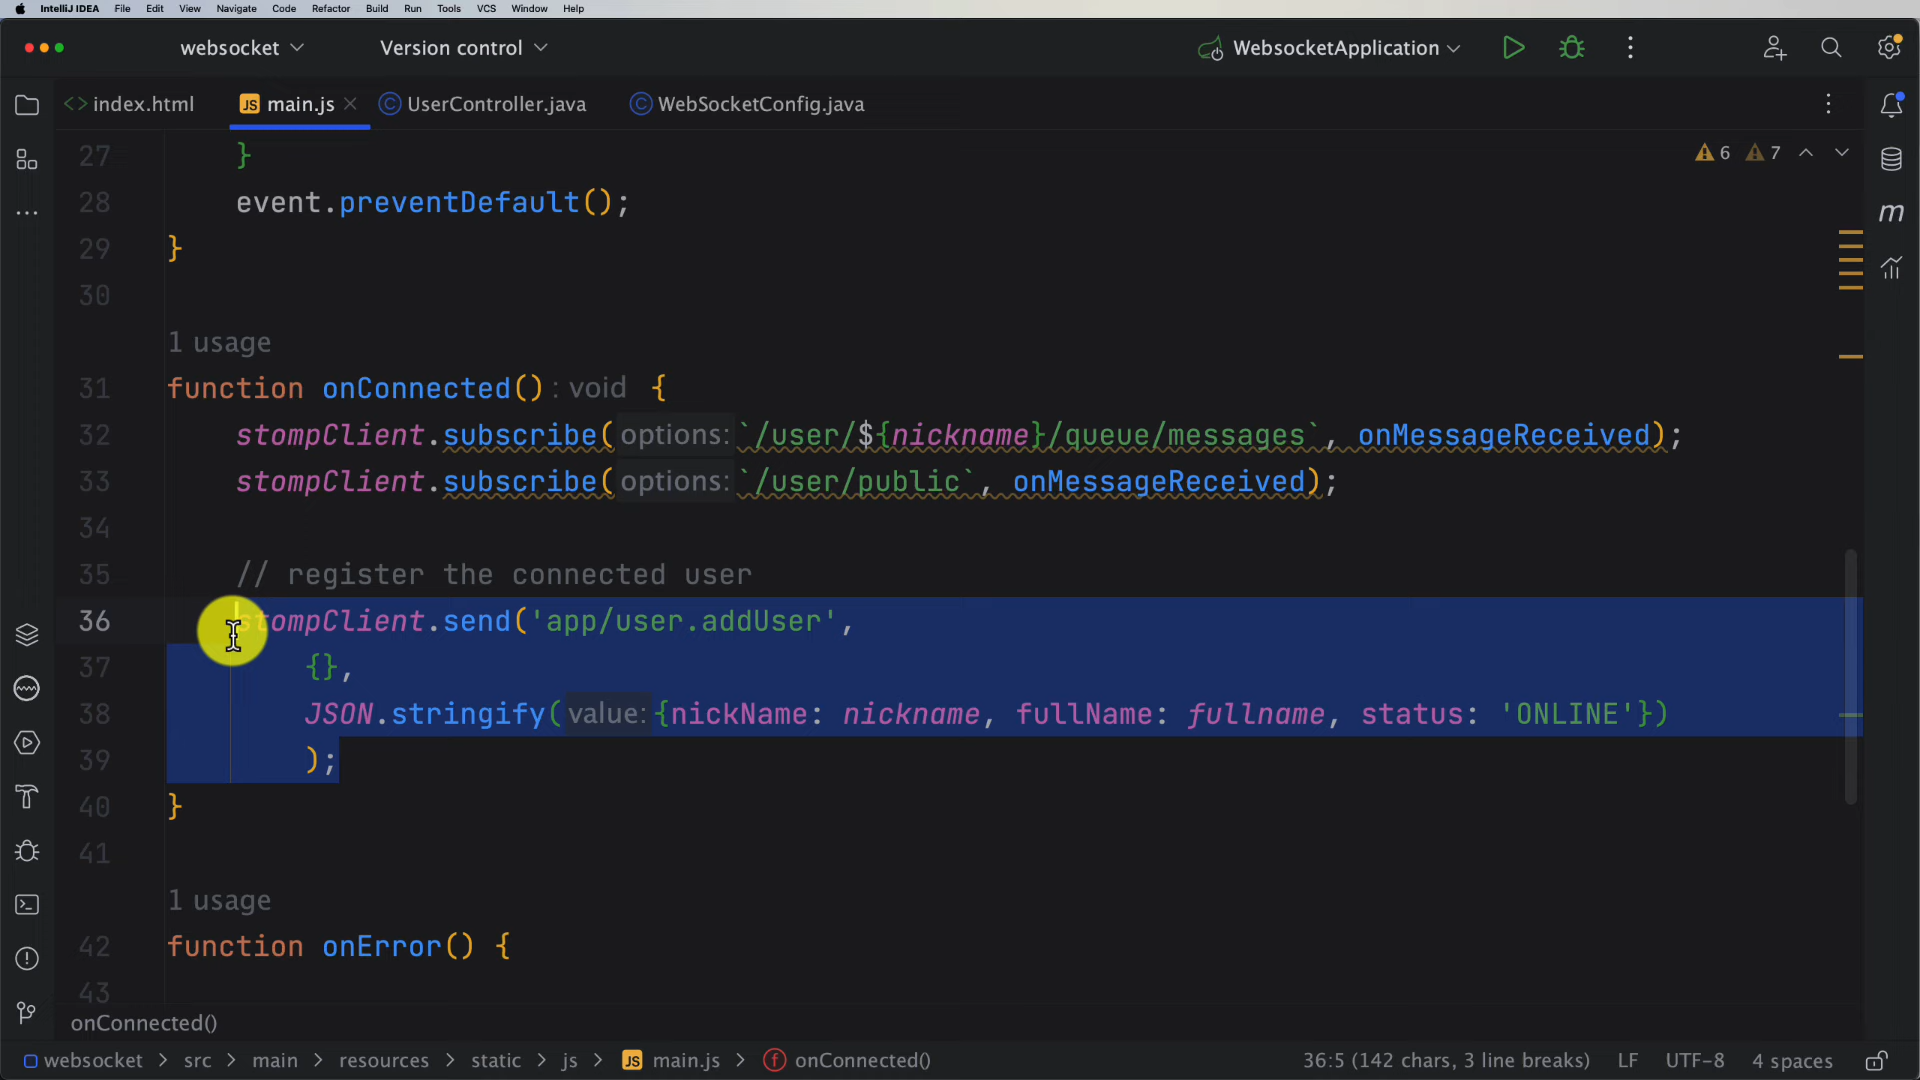 IntelliJ IDEA File Edit View Navigate Code Refactor Build Run Tools VCS Window Help
websocket Version control WebsocketApplication
<> index.html JS main.js C UserController.java C WebSocketConfig.java
27 } 6 7
28 event.preventDefault();
29 }
30
1 usage
31 function onConnected() : void {
32 stompClient.subscribe( options: `/user/${nickname}/queue/messages`, onMessageReceived);
33 stompClient.subscribe( options: `/user/public`, onMessageReceived);
34
35 // register the connected user
36 stompClient.send('app/user.addUser',
37 {},
38 JSON.stringify( value: {nickName: nickname, fullName: fullname, status: 'ONLINE'})
39 );
40 }
41
1 usage
42 function onError() {
43
onConnected()
websocket > src > main > resources > static > js > JS main.js > f onConnected() 36:5 (142 chars, 3 line breaks) LF UTF-8 4 spaces
m